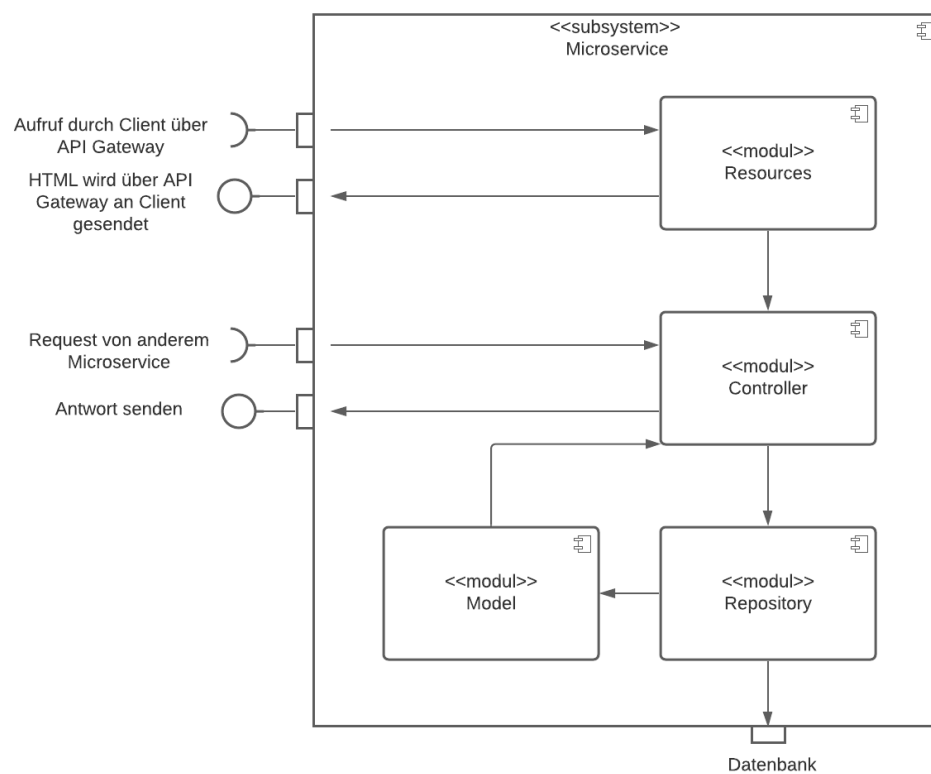 <<subsystem>>
Microservice
Aufruf durch Client über
API Gateway
HTML wird über API
Gateway an Client
gesendet
<<modul>>
Resources
Request von anderem
Microservice
Antwort senden
<<modul>>
Controller
<<modul>>
Model
<<modul>>
Repository
Datenbank